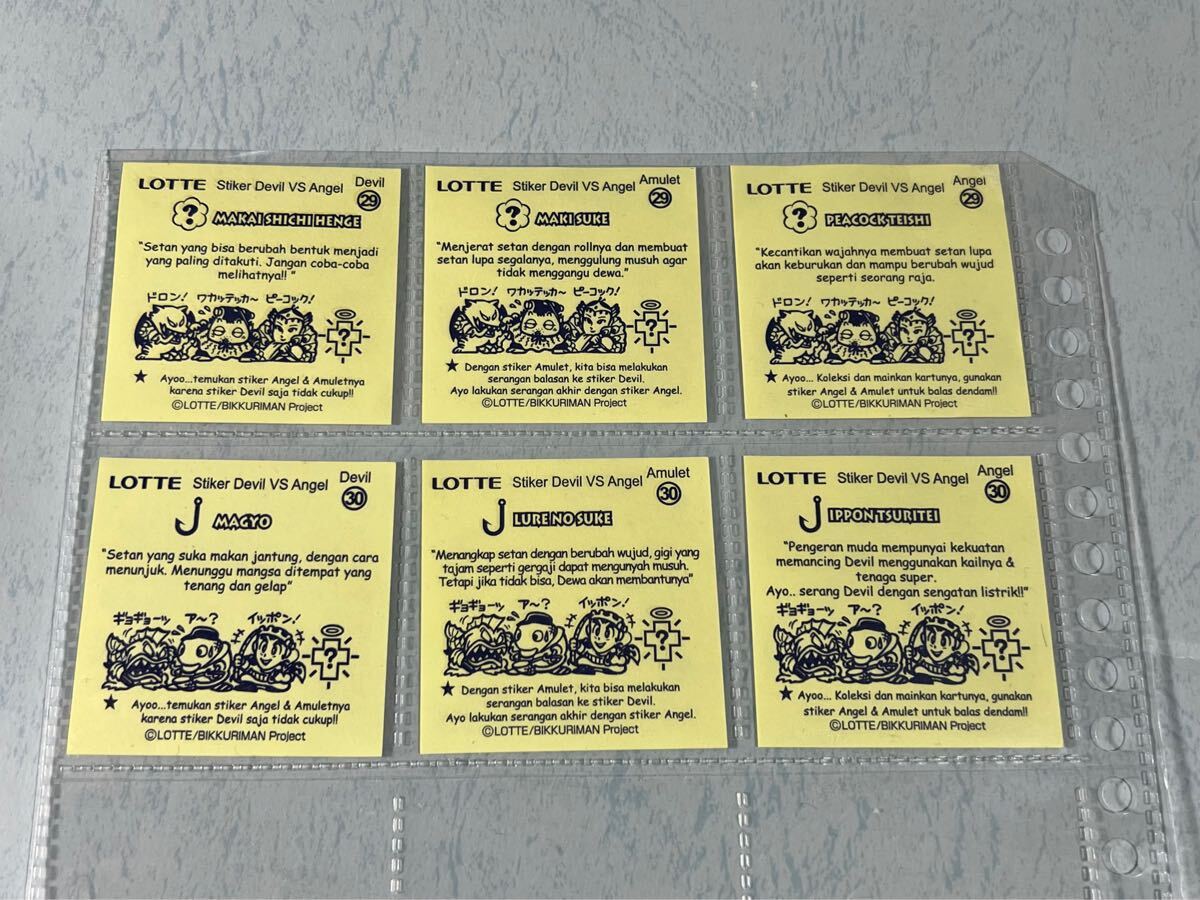 LOTTE Stiker Devil VS Angel Devil 29
? MAKAI SHICHI HENGE
"Setan yang bisa berubah bentuk menjadi
yang paling ditakuti. Jangan coba-coba
melihatnya!! "
ドロン! ワカッテッカ〜 ピーコック!
?
★ Ayoo...temukan stiker Angel & Amuletnya
karena stiker Devil saja tidak cukup!!
©LOTTE/BIKKURIMAN Project
LOTTE Stiker Devil VS Angel Amulet 29
? MAKI SUKE
"Menjerat setan dengan rollnya dan membuat
setan lupa segalanya, menggulung musuh agar
tidak menggangu dewa."
ドロン! ワカッテッカ〜 ピーコック!
?
★ Dengan stiker Amulet, kita bisa melakukan
serangan balasan ke stiker Devil.
Ayo lakukan serangan akhir dengan stiker Angel.
©LOTTE/BIKKURIMAN Project
LOTTE Stiker Devil VS Angel Angel 29
? PEACOCK TEISHI
"Kecantikan wajahnya membuat setan lupa
akan keburukan dan mampu berubah wujud
seperti seorang raja.
ドロン! ワカッテッカ〜 ピーコック!
?
★ Ayoo... Koleksi dan mainkan kartunya, gunakan
stiker Angel & Amulet untuk balas dendam!!
©LOTTE/BIKKURIMAN Project
LOTTE Stiker Devil VS Angel Devil 30
MAGYO
"Setan yang suka makan jantung, dengan cara
menunjuk. Menunggu mangsa ditempat yang
tenang dan gelap"
ギョギョーッ ア〜? イッポン!
?
★ Ayoo...temukan stiker Angel & Amuletnya
karena stiker Devil saja tidak cukup!!
©LOTTE/BIKKURIMAN Project
LOTTE Stiker Devil VS Angel Amulet 30
LURE NO SUKE
"Menangkap setan dengan berubah wujud, gigi yang
tajam seperti gergaji dapat mengunyah musuh.
Tetapi jika tidak bisa, Dewa akan membantunya"
ギョギョーッ ア〜? イッポン!
?
★ Dengan stiker Amulet, kita bisa melakukan
serangan balasan ke stiker Devil.
Ayo lakukan serangan akhir dengan stiker Angel.
©LOTTE/BIKKURIMAN Project
LOTTE Stiker Devil VS Angel Angel 30
IPPON TSURITEI
"Pengeran muda mempunyai kekuatan
memancing Devil menggunakan kailnya &
tenaga super.
Ayo.. serang Devil dengan sengatan listrik!!"
ギョギョーッ ア〜? イッポン!
?
★ Ayoo... Koleksi dan mainkan kartunya, gunakan
stiker Angel & Amulet untuk balas dendam!!
©LOTTE/BIKKURIMAN Project